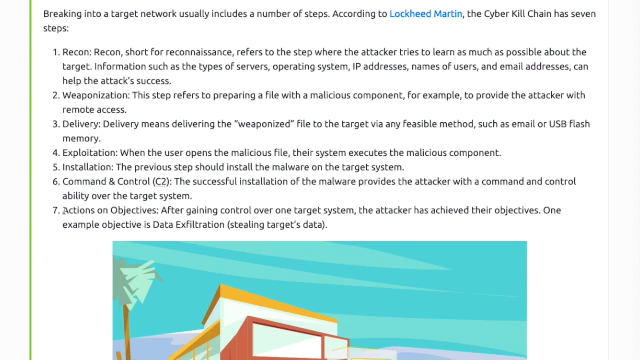 Breaking into a target network usually includes a number of steps. According to Lockheed Martin, the Cyber Kill Chain has seven
steps:
1. Recon: Recon, short for reconnaissance, refers to the step where the attacker tries to learn as much as possible about the
target. Information such as the types of servers, operating system, IP addresses, names of users, and email addresses, can
help the attack's success.
2. Weaponization: This step refers to preparing a file with a malicious component, for example, to provide the attacker with
remote access.
3. Delivery: Delivery means delivering the "weaponized" file to the target via any feasible method, such as email or USB flash
memory.
4. Exploitation: When the user opens the malicious file, their system executes the malicious component.
5. Installation: The previous step should install the malware on the target system.
6. Command & Control (C2): The successful installation of the malware provides the attacker with a command and control
ability over the target system.
7. Actions on Objectives: After gaining control over one target system, the attacker has achieved their objectives. One
example objective is Data Exfiltration (stealing target's data).